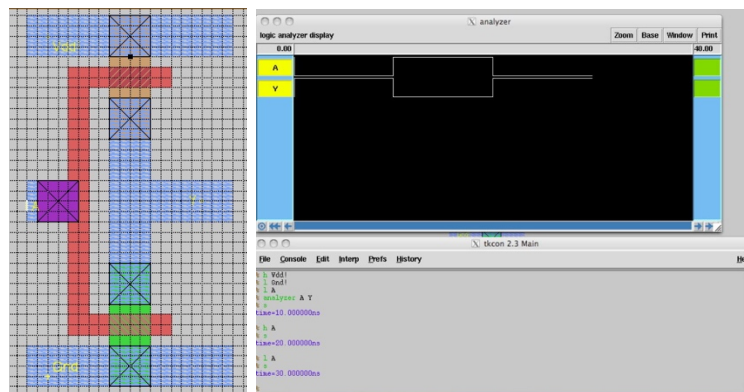 Vdd
A
Gnd
analyzer
logic analyzer display
Zoom Base Window Print
0.00
40.00
A
Y
tkcon 2.3 Main
File Console Edit Interp Prefs History
% h Vdd!
% l Gnd!
% l A
% analyzer A Y
% s
time=10.000000ns
% h A
% s
time=20.000000ns
% l A
% s
time=30.000000ns
%